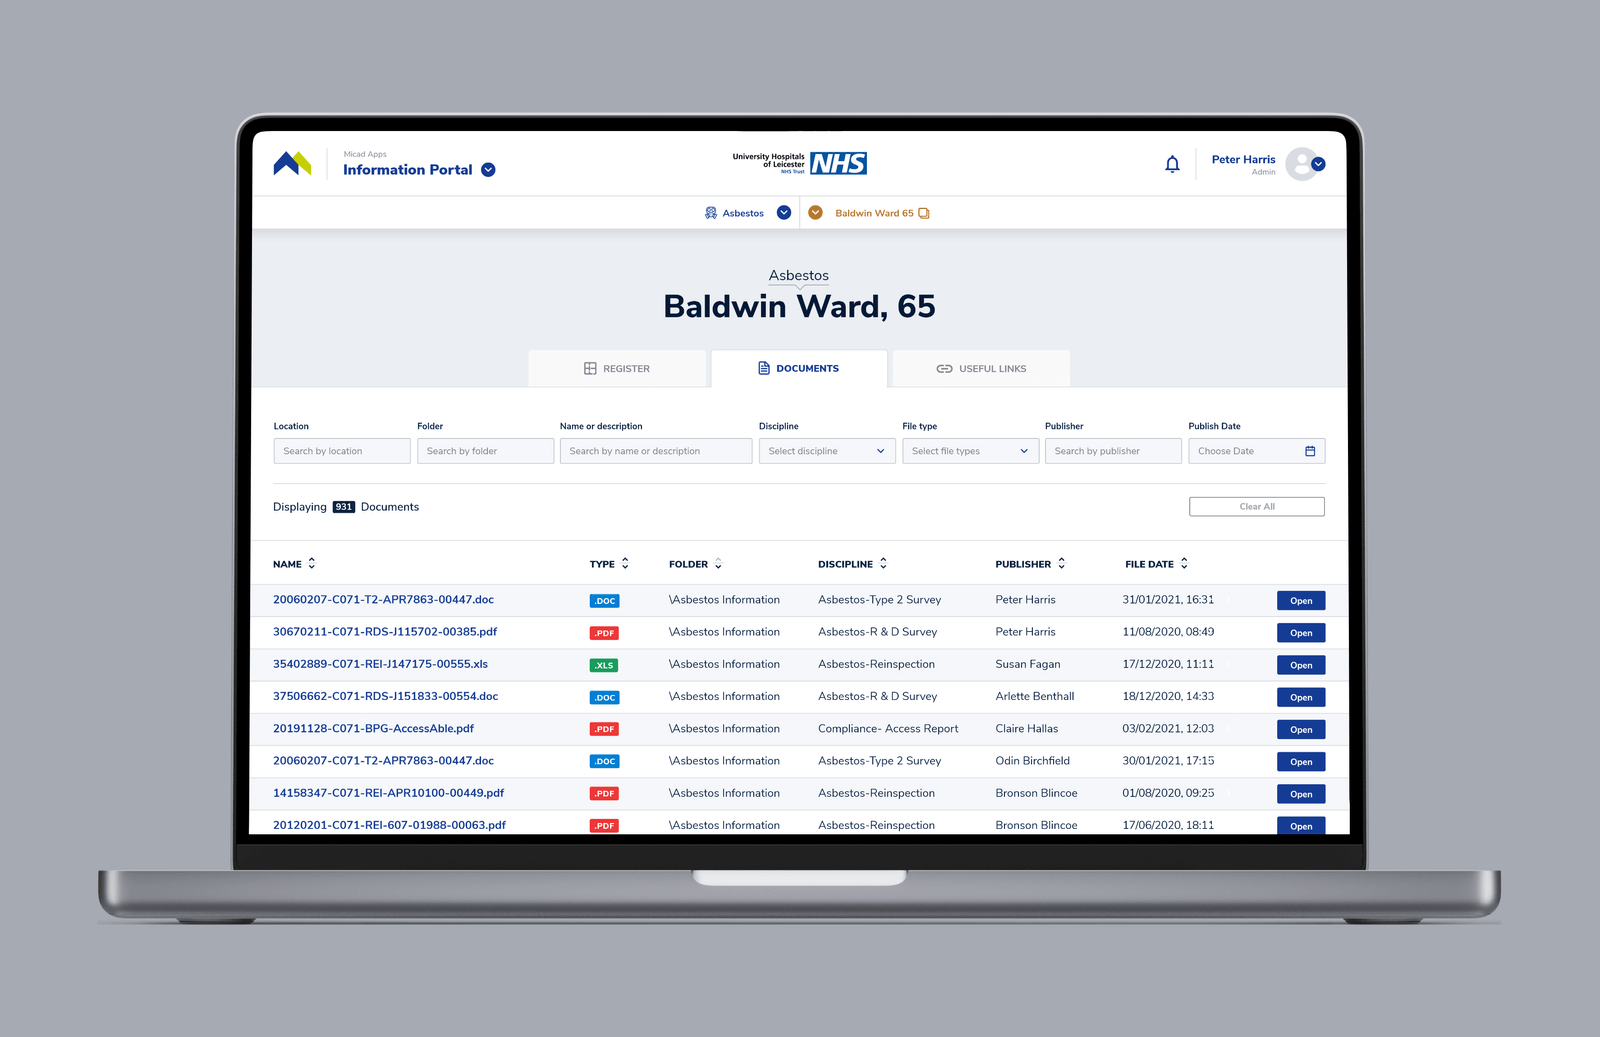 Micad Apps
Information Portal
University Hospitals
of Leicester
NHS Trust
NHS
Peter Harris
Admin
Asbestos
Baldwin Ward 65
Asbestos
Baldwin Ward, 65
REGISTER
DOCUMENTS
USEFUL LINKS
Location Folder Name or description Discipline File type Publisher Publish Date
Search by location Search by folder Search by name or description Select discipline Select file types Search by publisher Choose Date
Displaying 931 Documents Clear All
NAME TYPE FOLDER DISCIPLINE PUBLISHER FILE DATE
20060207-C071-T2-APR7863-00447.doc .DOC \Asbestos Information Asbestos-Type 2 Survey Peter Harris 31/01/2021, 16:31 Open
30670211-C071-RDS-J115702-00385.pdf .PDF \Asbestos Information Asbestos-R & D Survey Peter Harris 11/08/2020, 08:49 Open
35402889-C071-REI-J147175-00555.xls .XLS \Asbestos Information Asbestos-Reinspection Susan Fagan 17/12/2020, 11:11 Open
37506662-C071-RDS-J151833-00554.doc .DOC \Asbestos Information Asbestos-R & D Survey Arlette Benthall 18/12/2020, 14:33 Open
20191128-C071-BPG-AccessAble.pdf .PDF \Asbestos Information Compliance- Access Report Claire Hallas 03/02/2021, 12:03 Open
20060207-C071-T2-APR7863-00447.doc .DOC \Asbestos Information Asbestos-Type 2 Survey Odin Birchfield 30/01/2021, 17:15 Open
14158347-C071-REI-APR10100-00449.pdf .PDF \Asbestos Information Asbestos-Reinspection Bronson Blincoe 01/08/2020, 09:25 Open
20120201-C071-REI-607-01988-00063.pdf .PDF \Asbestos Information Asbestos-Reinspection Bronson Blincoe 17/06/2020, 18:11 Open